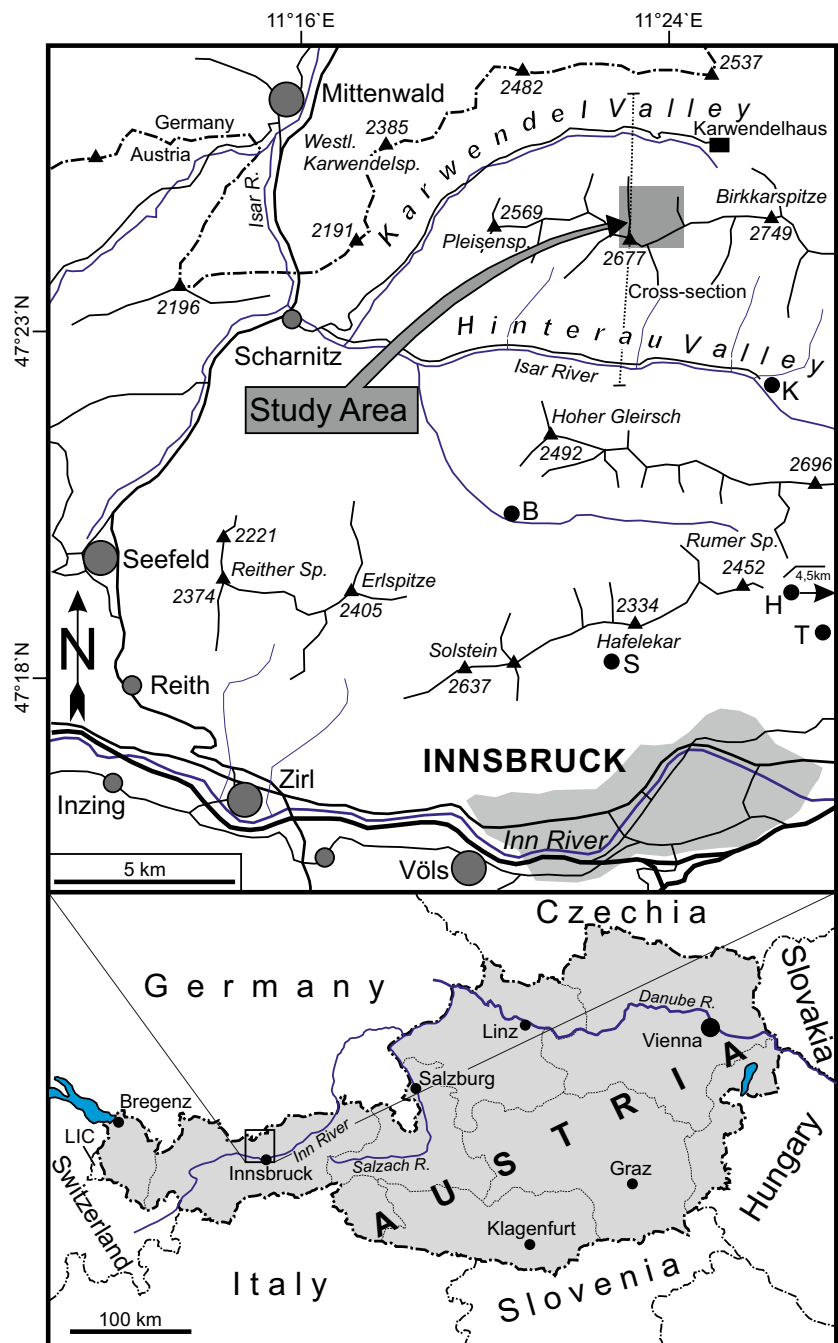 11°16`E
11°24`E
2537
2482
Mittenwald
Karwendel Valley
Germany
Austria
2385
Westl.
Karwendelsp.
Karwendelhaus
Isar R.
2191
2569
Pleisensp.
Birkkarspitze
2749
2677
2196
Cross-section
47°23`N
Scharnitz
Hinterau Valley
Isar River
K
Study Area
Hoher Gleirsch
2492
2696
B
2221
Seefeld
Reither Sp.
2374
Erlspitze
2405
Rumer Sp.
2452
4,5km
H
2334
T
N
Hafelekar
Solstein
S
2637
47°18`N
Reith
INNSBRUCK
Zirl
Inzing
Inn River
Völs
5 km
Czechia
Germany
Slovakia
Danube R.
Linz
Vienna
Salzburg
Bregenz
LIC
Inn River
AUSTRIA
Switzerland
Innsbruck
Salzach R.
Graz
Hungary
Klagenfurt
Italy
Slovenia
100 km